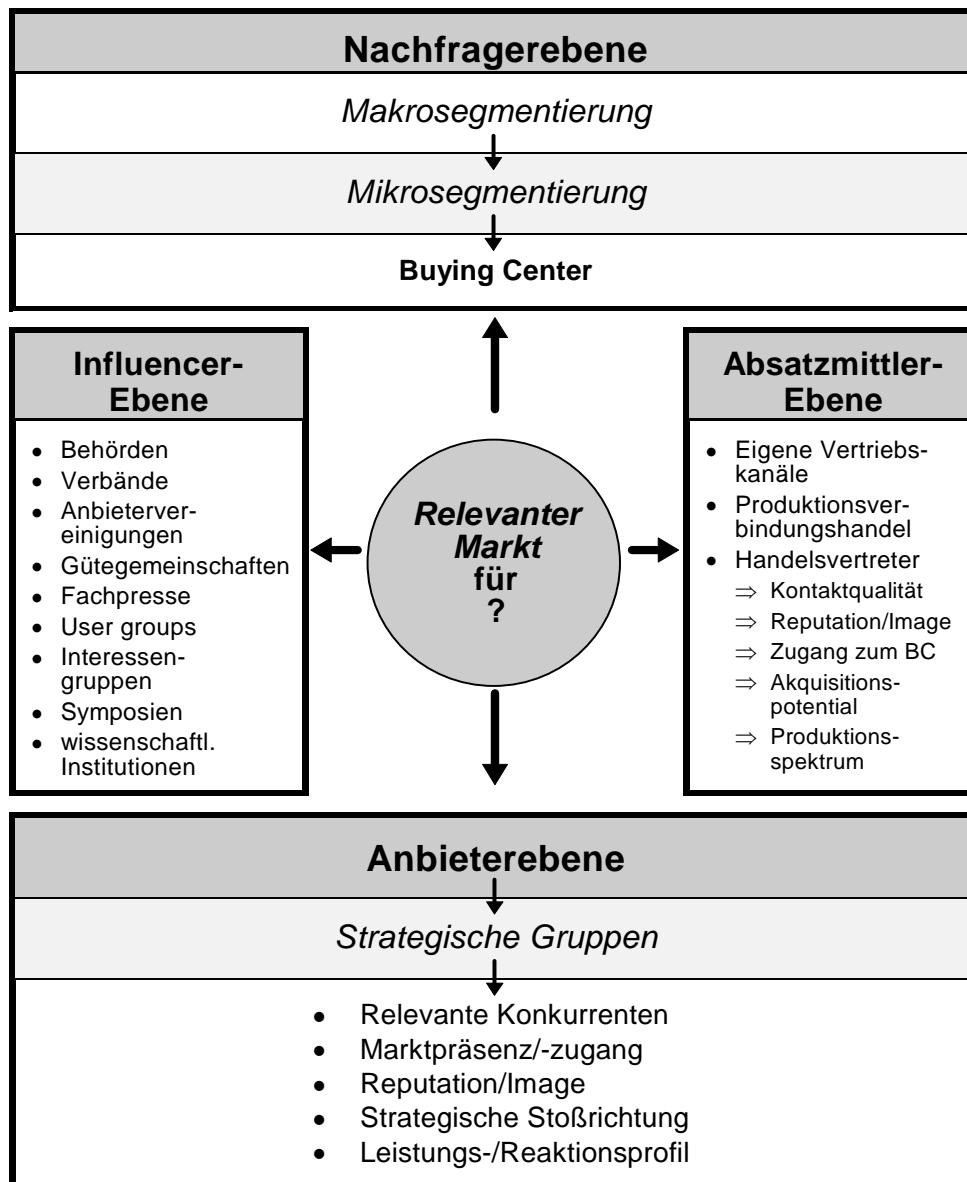 Nachfragerebene
Makrosegmentierung
Mikrosegmentierung
Buying Center
Influencer-
Ebene
• Behörden
• Verbände
• Anbieterver-
einigungen
• Gütegemeinschaften
• Fachpresse
• User groups
• Interessen-
gruppen
• Symposien
• wissenschaftl.
Institutionen
Relevanter
Markt
für
?
Absatzmittler-
Ebene
• Eigene Vertriebs-
kanäle
• Produktionsver-
bindungshandel
• Handelsvertreter
⇒ Kontaktqualität
⇒ Reputation/Image
⇒ Zugang zum BC
⇒ Akquisitions-
potential
⇒ Produktions-
spektrum
Anbieterebene
Strategische Gruppen
• Relevante Konkurrenten
• Marktpräsenz/-zugang
• Reputation/Image
• Strategische Stoßrichtung
• Leistungs-/Reaktionsprofil